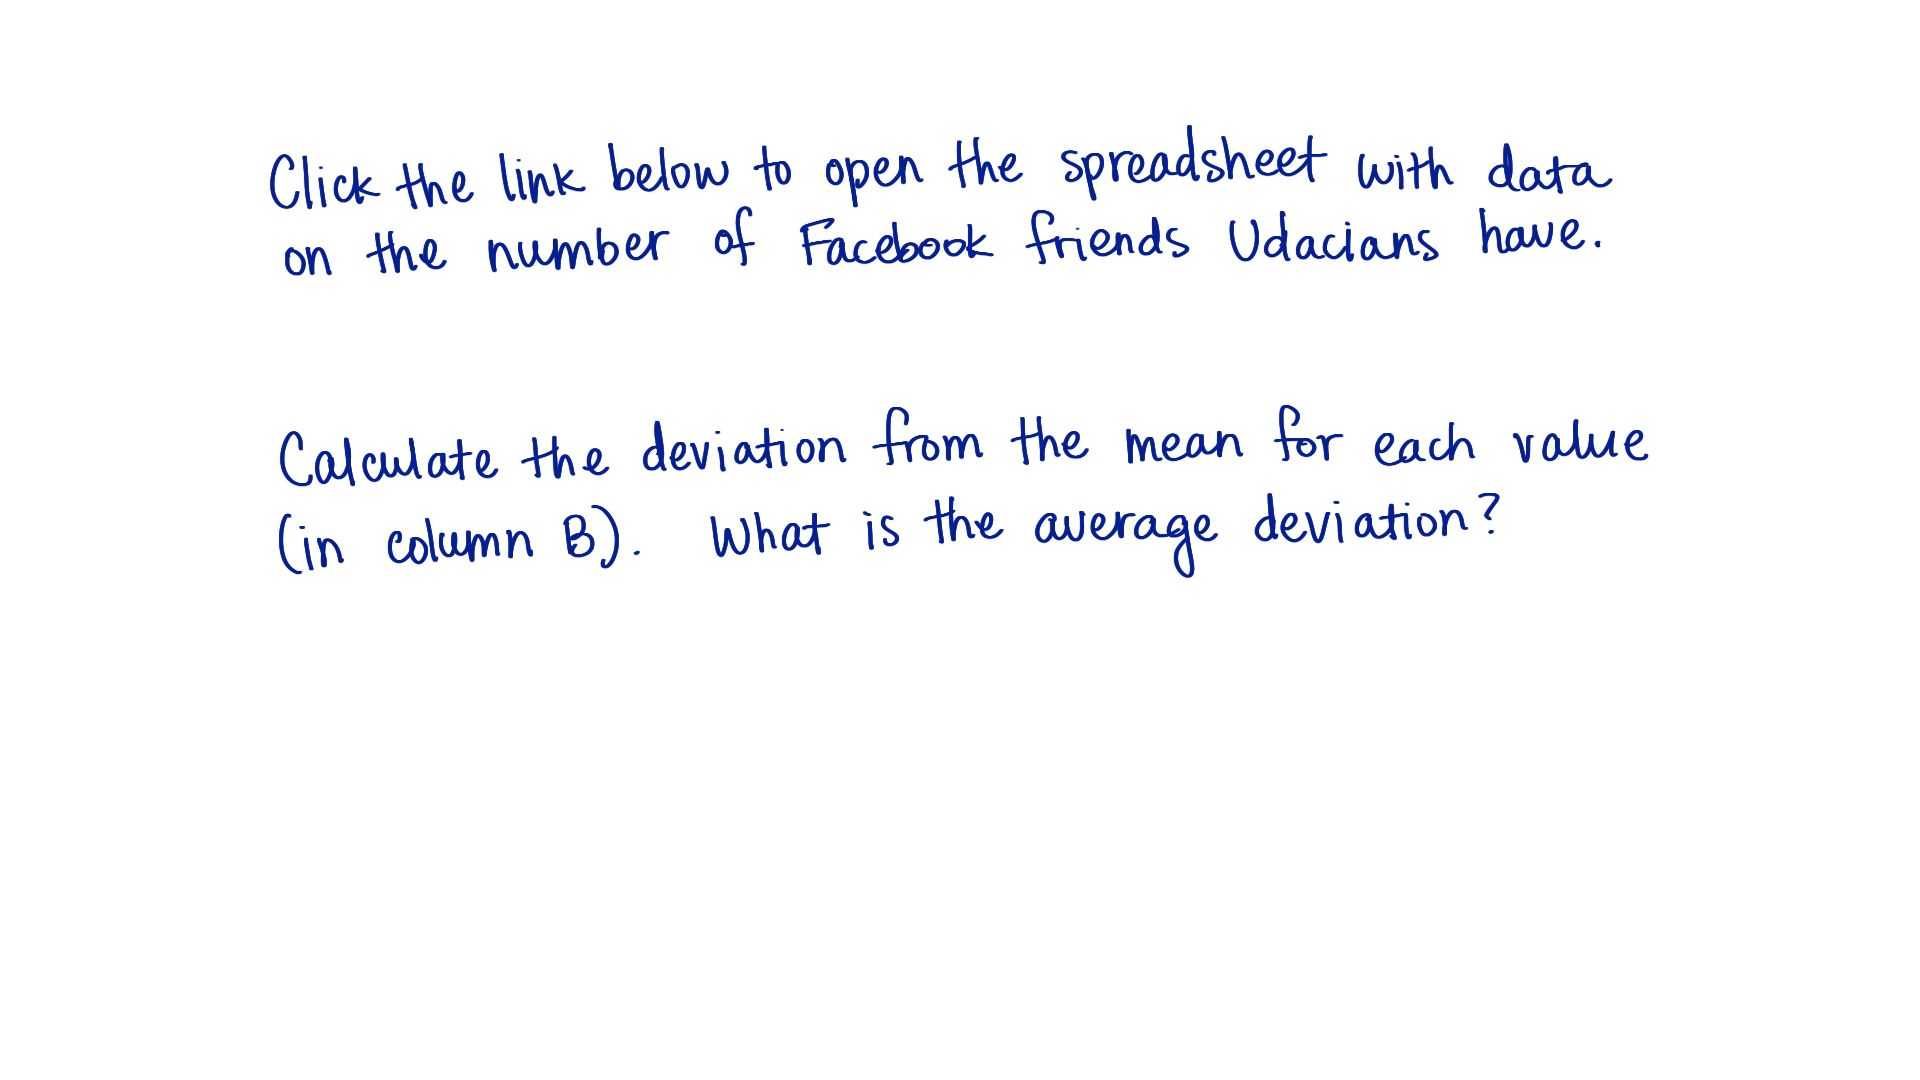 Click the link below to open the spreadsheet with data
on the number of Facebook friends Udacians have.
Calculate the deviation from the mean for each value
(in column B). What is the average deviation?